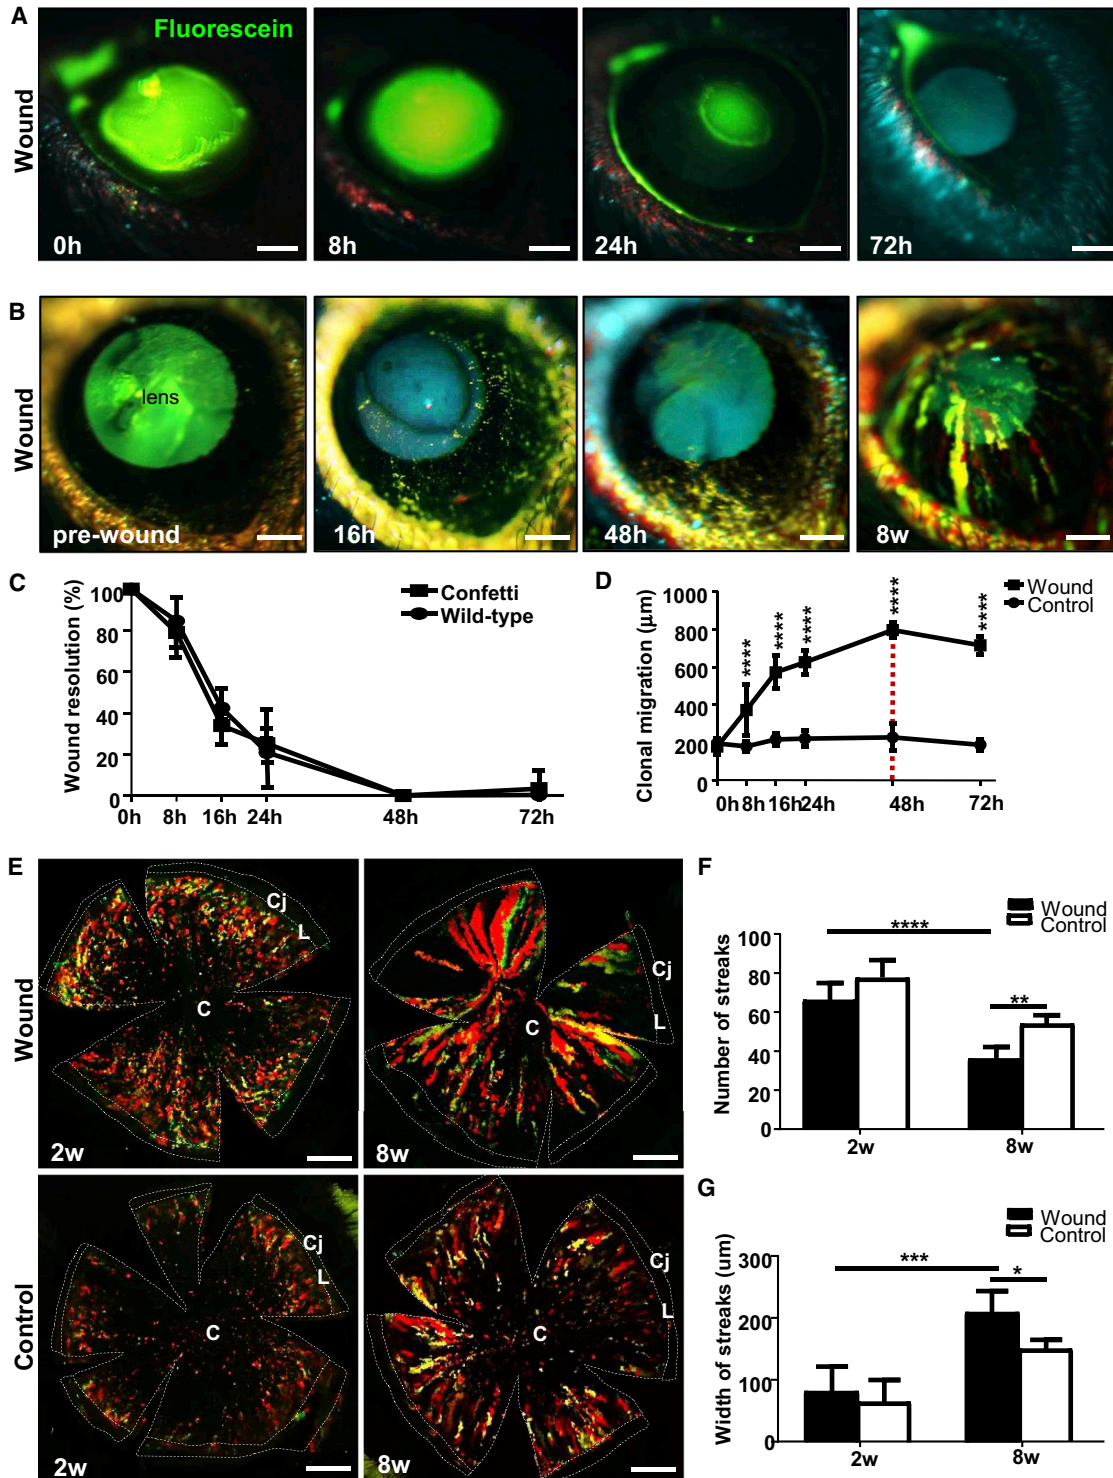 A
Fluorescein
Wound
0h
8h
24h
72h
B
Wound
lens
pre-wound
16h
48h
8w
C
Wound resolution (%)
100
80
60
40
20
0
0h
8h
16h
24h
48h
72h
Confetti
Wild-type
D
Clonal migration (μm)
1000
800
600
400
200
0
0h
8h
16h
24h
48h
72h
Wound
Control
****
****
****
****
****
E
Wound
Cj
L
C
2w
Cj
L
C
8w
Control
Cj
L
C
2w
Cj
L
C
8w
F
Wound
Control
Number of streaks
100
80
60
40
20
0
****
**
2w
8w
G
Wound
Control
Width of streaks (um)
300
200
100
0
***
*
2w
8w